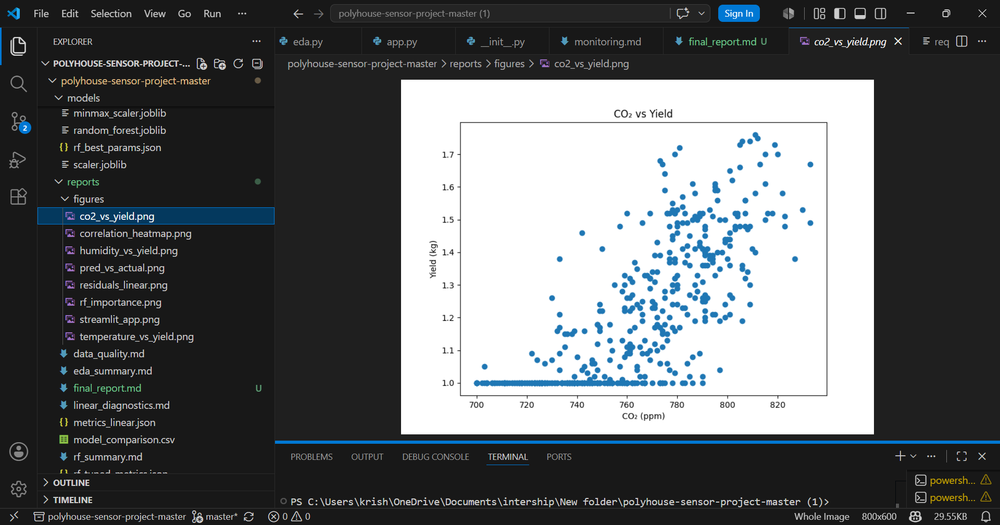 File Edit Selection View Go Run ···
polyhouse-sensor-project-master (1)
Sign In
EXPLORER
POLYHOUSE-SENSOR-PROJECT-...
polyhouse-sensor-project-master
models
minmax_scaler.joblib
random_forest.joblib
{} rf_best_params.json
scaler.joblib
reports
figures
co2_vs_yield.png
correlation_heatmap.png
humidity_vs_yield.png
pred_vs_actual.png
residuals_linear.png
rf_importance.png
streamlit_app.png
temperature_vs_yield.png
data_quality.md
eda_summary.md
final_report.md U
linear_diagnostics.md
{} metrics_linear.json
model_comparison.csv
rf_summary.md
OUTLINE
TIMELINE
2
eda.py
app.py
__init__.py
monitoring.md
final_report.md U
co2_vs_yield.png
req
polyhouse-sensor-project-master > reports > figures > co2_vs_yield.png
CO₂ vs Yield
Yield (kg)
1.7
1.6
1.5
1.4
1.3
1.2
1.1
1.0
700 720 740 760 780 800 820
CO₂ (ppm)
PROBLEMS OUTPUT DEBUG CONSOLE TERMINAL PORTS
powersh...
powersh...
PS C:\Users\krish\OneDrive\Documents\intership\New folder\polyhouse-sensor-project-master (1)>
polyhouse-sensor-project-master master* 0 0
Whole Image 800x600 29.55KB